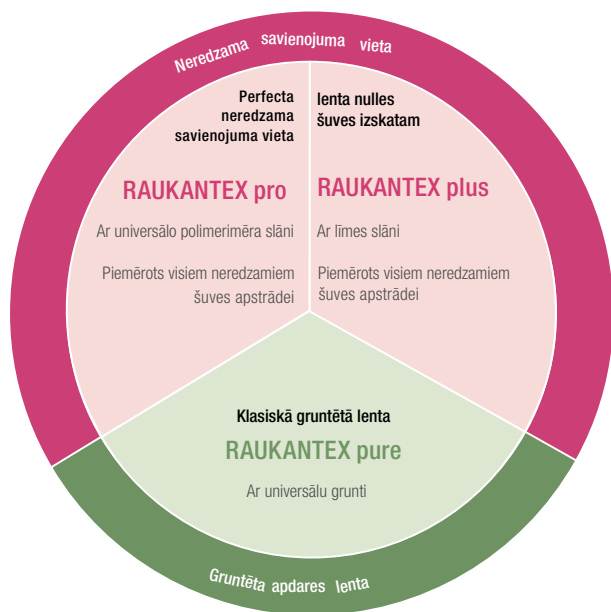 Neredzama savienojuma vieta
Perfecta
neredzama
savienojuma vieta
RAUKANTEX pro
Ar universālo polimerimēra slāni
Piemērots visiem neredzamiem
šuves apstrādei
lenta nulles
šuves izskatam
RAUKANTEX plus
Ar līmes slāni
Piemērots visiem neredzamiem
šuves apstrādei
Klasiskā gruntētā lenta
RAUKANTEX pure
Ar universālu grunti
Gruntēta apdares lenta